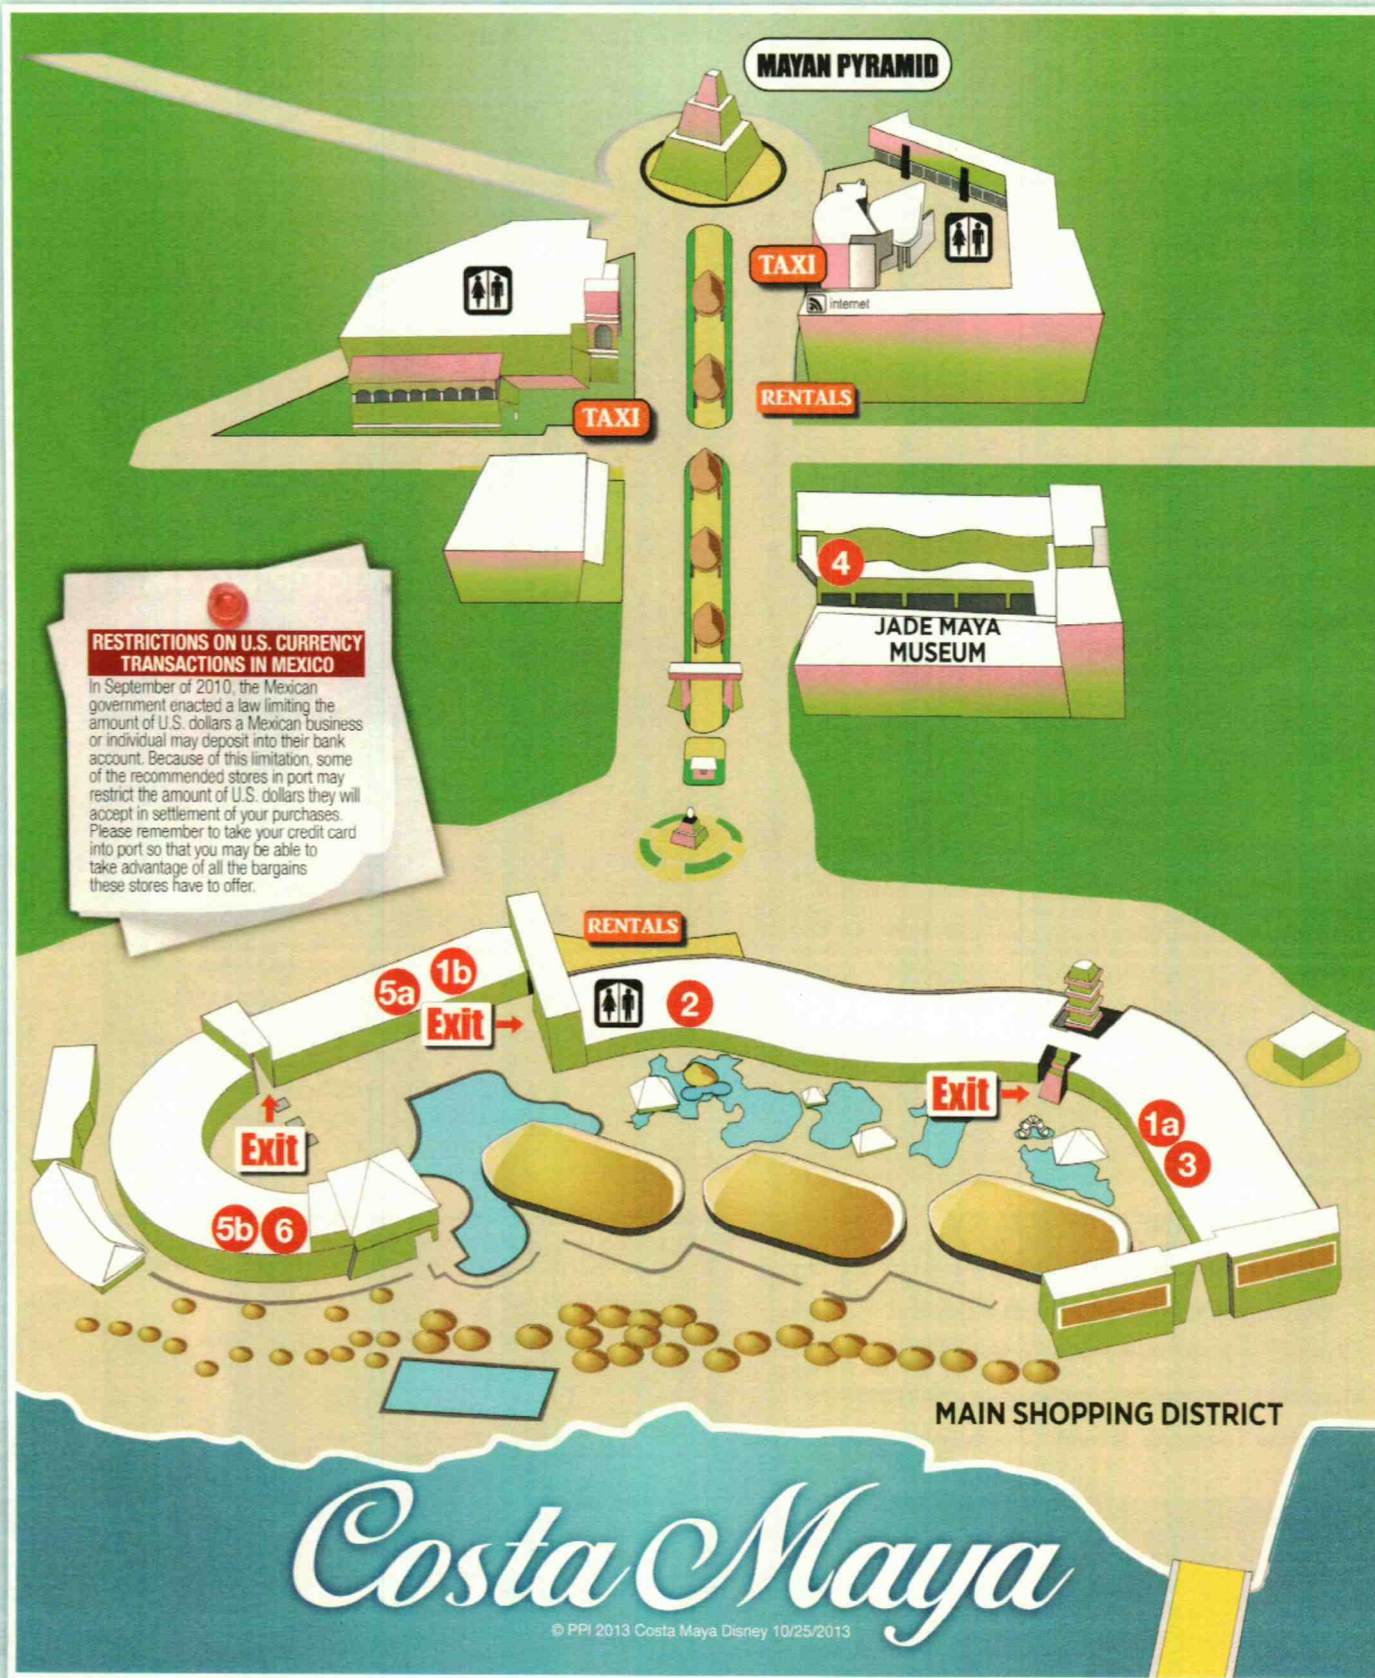 MAYAN PYRAMID
TAXI
internet
RENTALS
TAXI
4
JADE MAYA
MUSEUM
RESTRICTIONS ON U.S. CURRENCY
TRANSACTIONS IN MEXICO
In September of 2010, the Mexican
government enacted a law limiting the
amount of U.S. dollars a Mexican business
or individual may deposit into their bank
account. Because of this limitation, some
of the recommended stores in port may
restrict the amount of U.S. dollars they will
accept in settlement of your purchases.
Please remember to take your credit card
into port so that you may be able to
take advantage of all the bargains
these stores have to offer.
RENTALS
1b
5a
2
Exit
Exit
1a
3
Exit
5b
6
MAIN SHOPPING DISTRICT
Costa Maya
© PPI 2013 Costa Maya Disney 10/25/2013